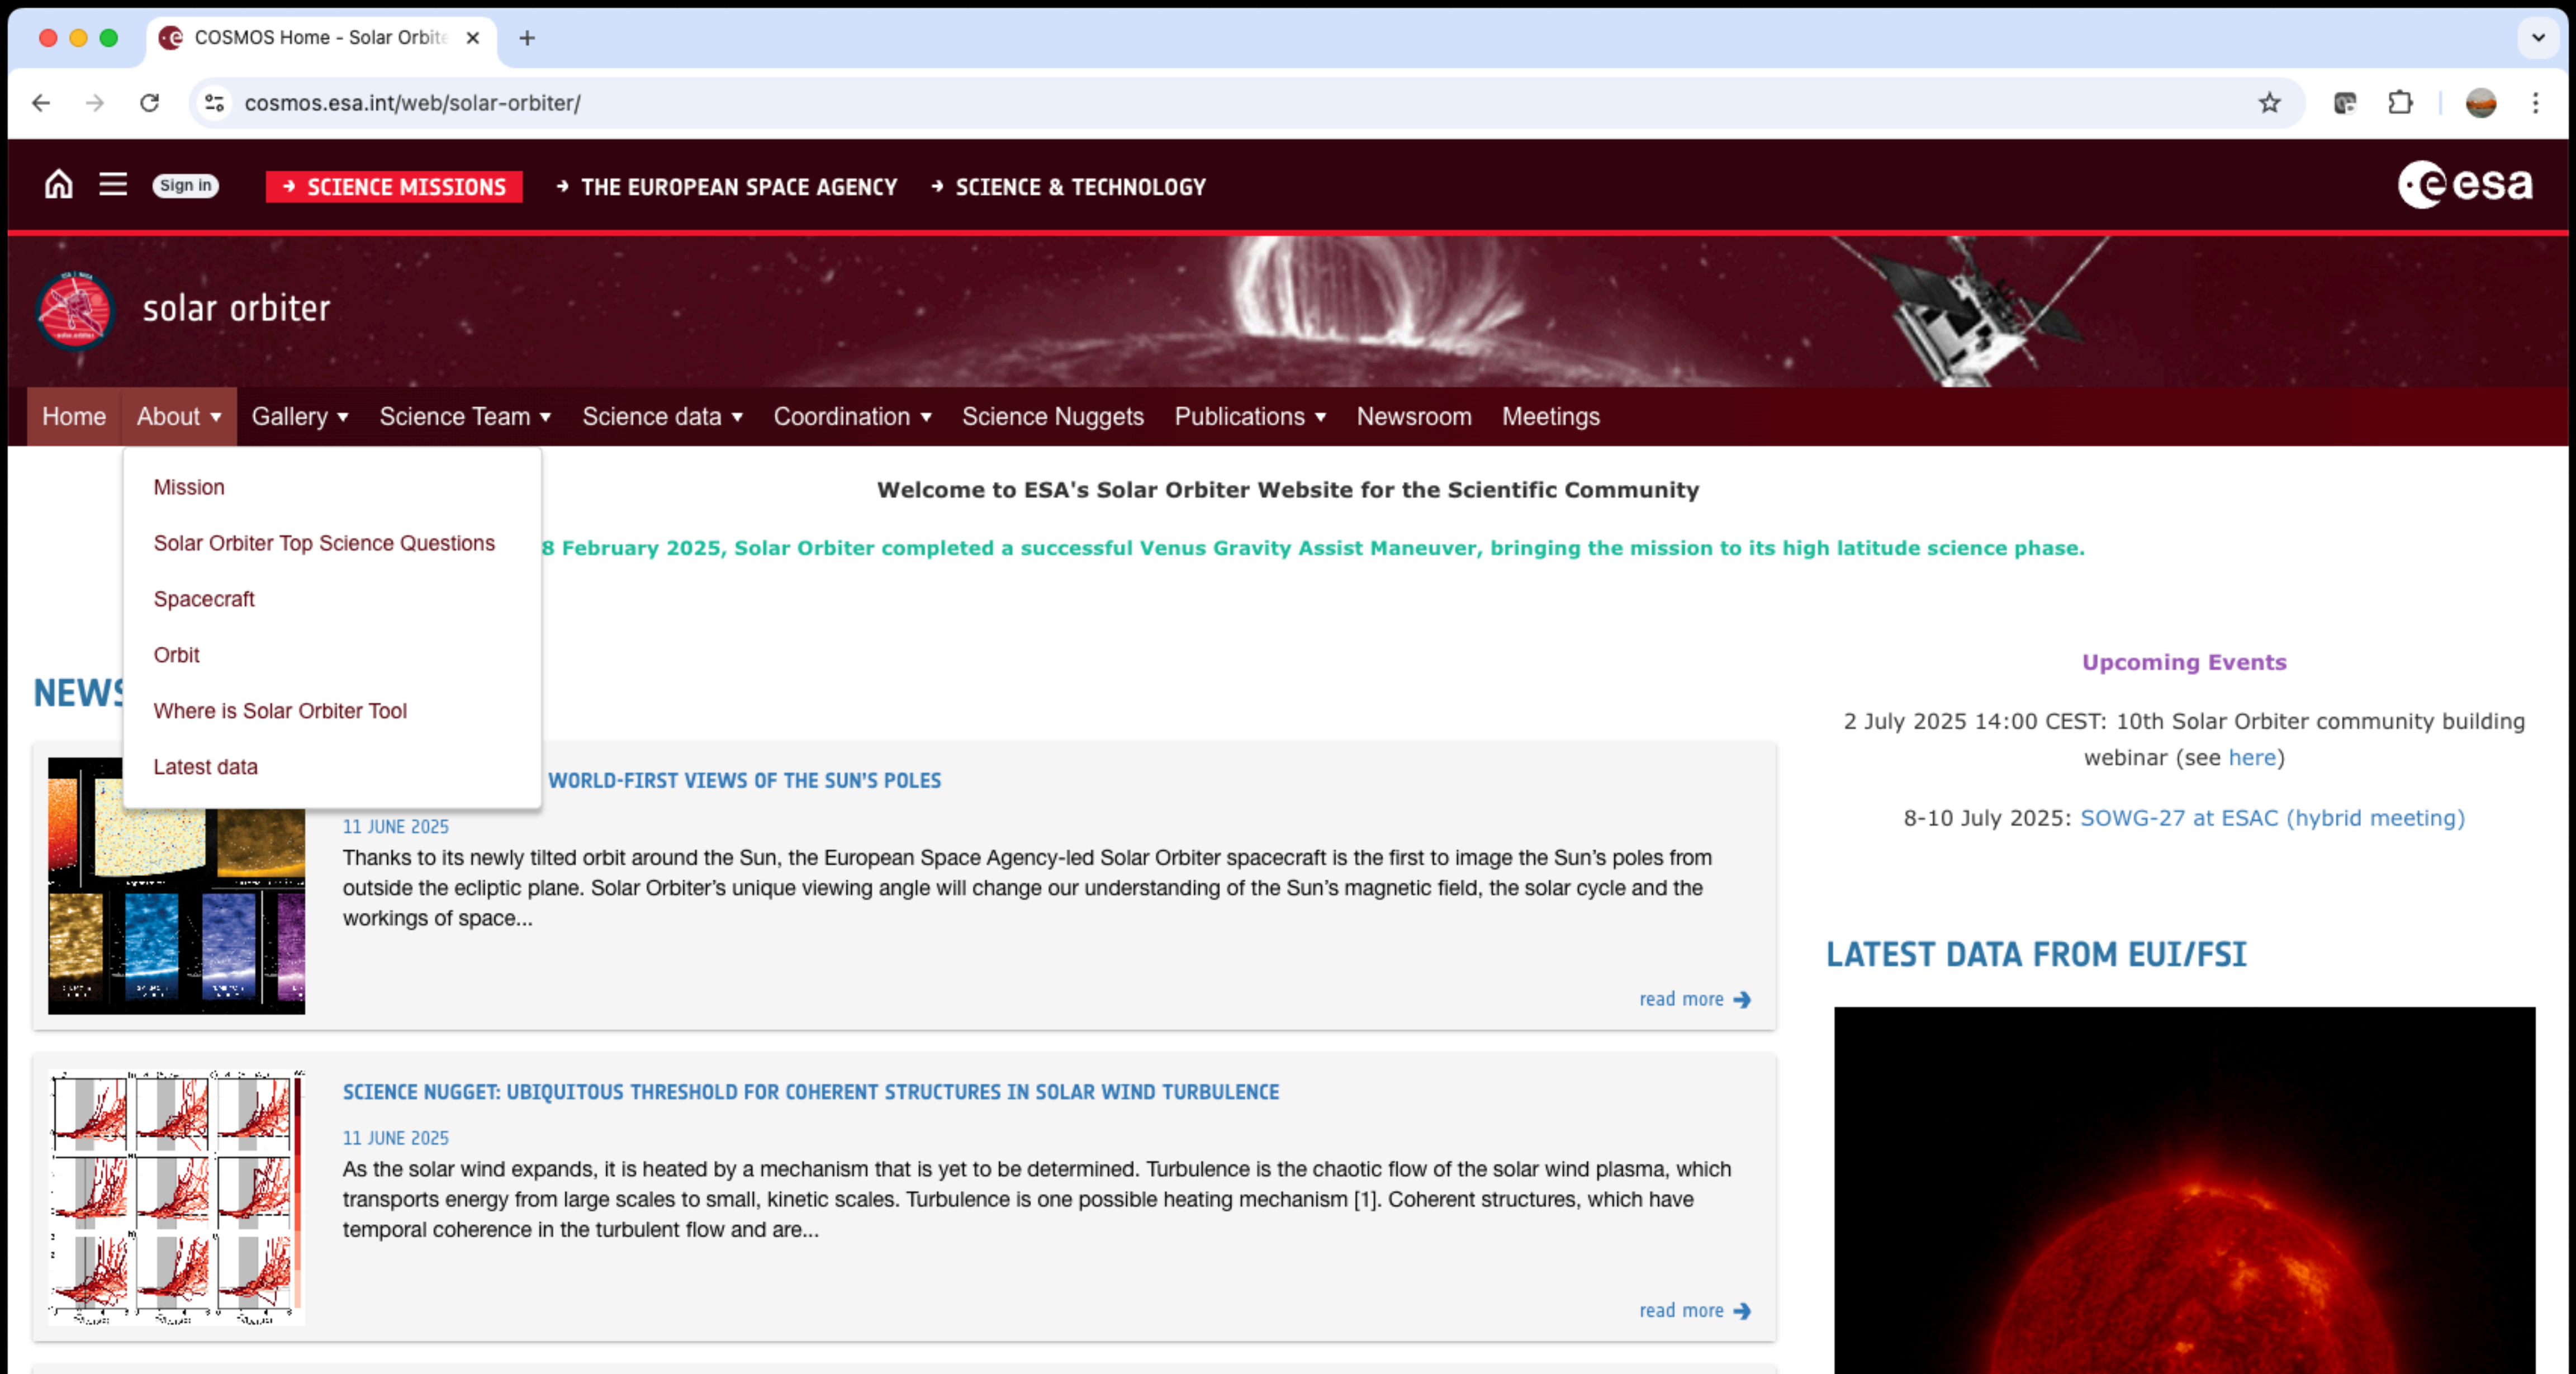 COSMOS Home - Solar Orbite
cosmos.esa.int/web/solar-orbiter/
Sign in
→ SCIENCE MISSIONS
→ THE EUROPEAN SPACE AGENCY
→ SCIENCE & TECHNOLOGY
esa
solar orbiter
Home
About ▾
Gallery ▾
Science Team ▾
Science data ▾
Coordination ▾
Science Nuggets
Publications ▾
Newsroom
Meetings
Mission
Solar Orbiter Top Science Questions
Spacecraft
Orbit
Where is Solar Orbiter Tool
Latest data
Welcome to ESA's Solar Orbiter Website for the Scientific Community
8 February 2025, Solar Orbiter completed a successful Venus Gravity Assist Maneuver, bringing the mission to its high latitude science phase.
NEWS
WORLD-FIRST VIEWS OF THE SUN'S POLES
11 JUNE 2025
Thanks to its newly tilted orbit around the Sun, the European Space Agency-led Solar Orbiter spacecraft is the first to image the Sun's poles from
outside the ecliptic plane. Solar Orbiter's unique viewing angle will change our understanding of the Sun's magnetic field, the solar cycle and the
workings of space...
read more →
SCIENCE NUGGET: UBIQUITOUS THRESHOLD FOR COHERENT STRUCTURES IN SOLAR WIND TURBULENCE
11 JUNE 2025
As the solar wind expands, it is heated by a mechanism that is yet to be determined. Turbulence is the chaotic flow of the solar wind plasma, which
transports energy from large scales to small, kinetic scales. Turbulence is one possible heating mechanism [1]. Coherent structures, which have
temporal coherence in the turbulent flow and are...
read more →
Upcoming Events
2 July 2025 14:00 CEST: 10th Solar Orbiter community building
webinar (see here)
8-10 July 2025: SOWG-27 at ESAC (hybrid meeting)
LATEST DATA FROM EUI/FSI